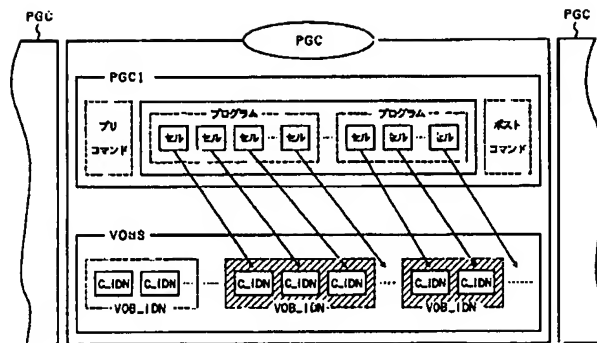 PGC PGC PGC
PGCI
プリ
コマンド
プログラム プログラム
セル セル セル セル セル セル セル
ポスト
コマンド
VOBS
C_IDN C_IDN C_IDN C_IDN C_IDN C_IDN C_IDN
VOB_IDN VOB_IDN VOB_IDN